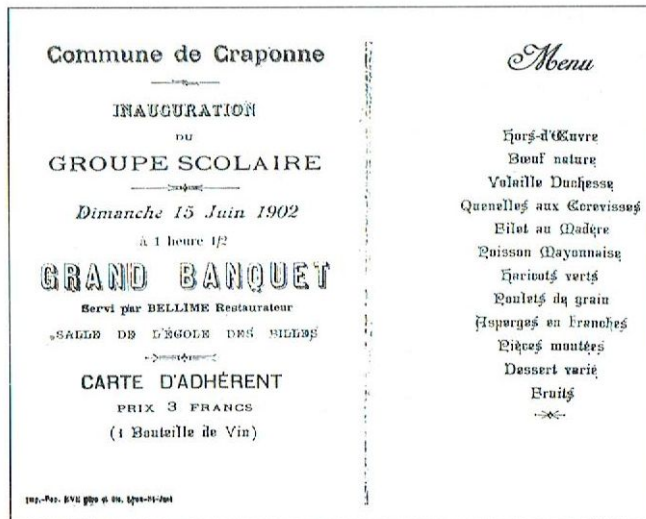 Commune de Craponne
INAUGURATION
DU
GROUPE SCOLAIRE
Dimanche 15 Juin 1902
à 1 heure 1/2
GRAND BANQUET
Servi par BELLIME Restaurateur
SALLE DE L'ÉCOLE DES FILLES
CARTE D'ADHÉRENT
PRIX 3 FRANCS
(1 Bouteille de Vin)
Menu
Hors-d'Œuvre
Bœuf nature
Volaille Duchesse
Quenelles aux Ecrevisses
Filet au Madère
Poisson Mayonnaise
Haricots verts
Poulets de grain
Asperges en Branches
Pièces montées
Dessert varié
Fruits